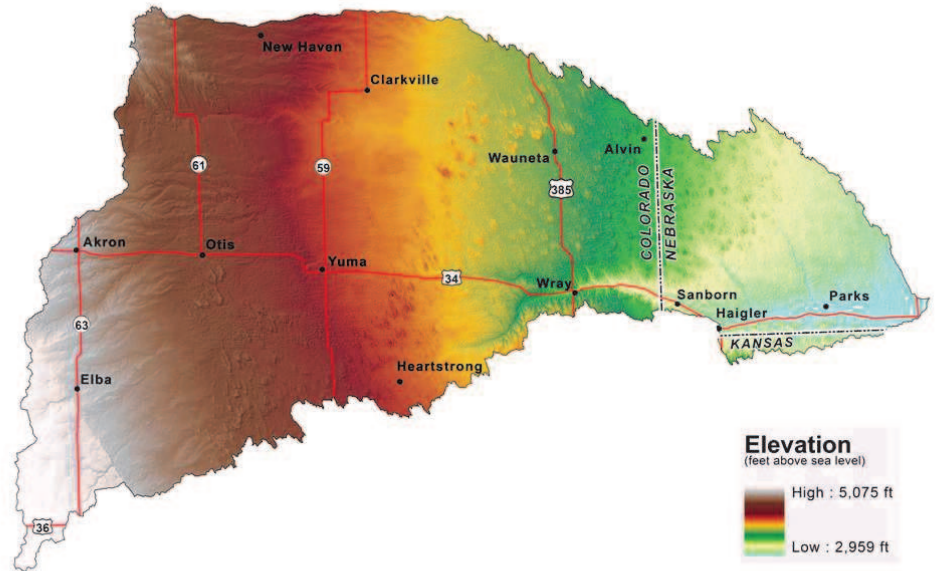 New Haven
Clarkville
Wauneta
Alvin
61
59
385
COLORADO
NEBRASKA
Akron
Otis
Yuma
34
Wray
Sanborn
Parks
Haigler
KANSAS
63
Heartstrong
Elba
36
Elevation
(feet above sea level)
High : 5,075 ft
Low : 2,959 ft